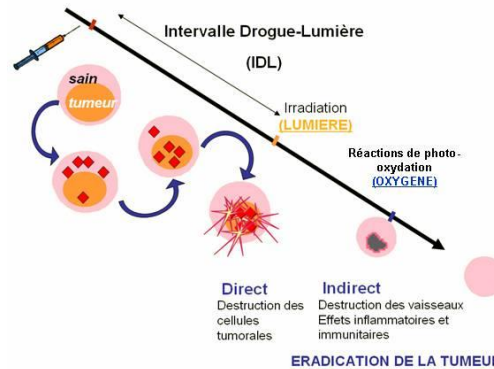 Intervalle Drogue-Lumière
(IDL)
sain
tumeur
Irradiation
(LUMIERE)
Réactions de photo-
oxydation
(OXYGENE)
Direct
Destruction des
cellules
tumorales
Indirect
Destruction des vaisseaux
Effets inflammatoires et
immunitaires
ERADICATION DE LA TUMEUR